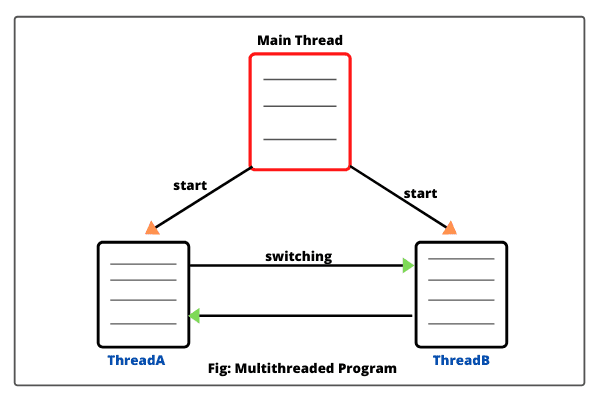 Main Thread
start
start
switching
ThreadA
ThreadB
Fig: Multithreaded Program